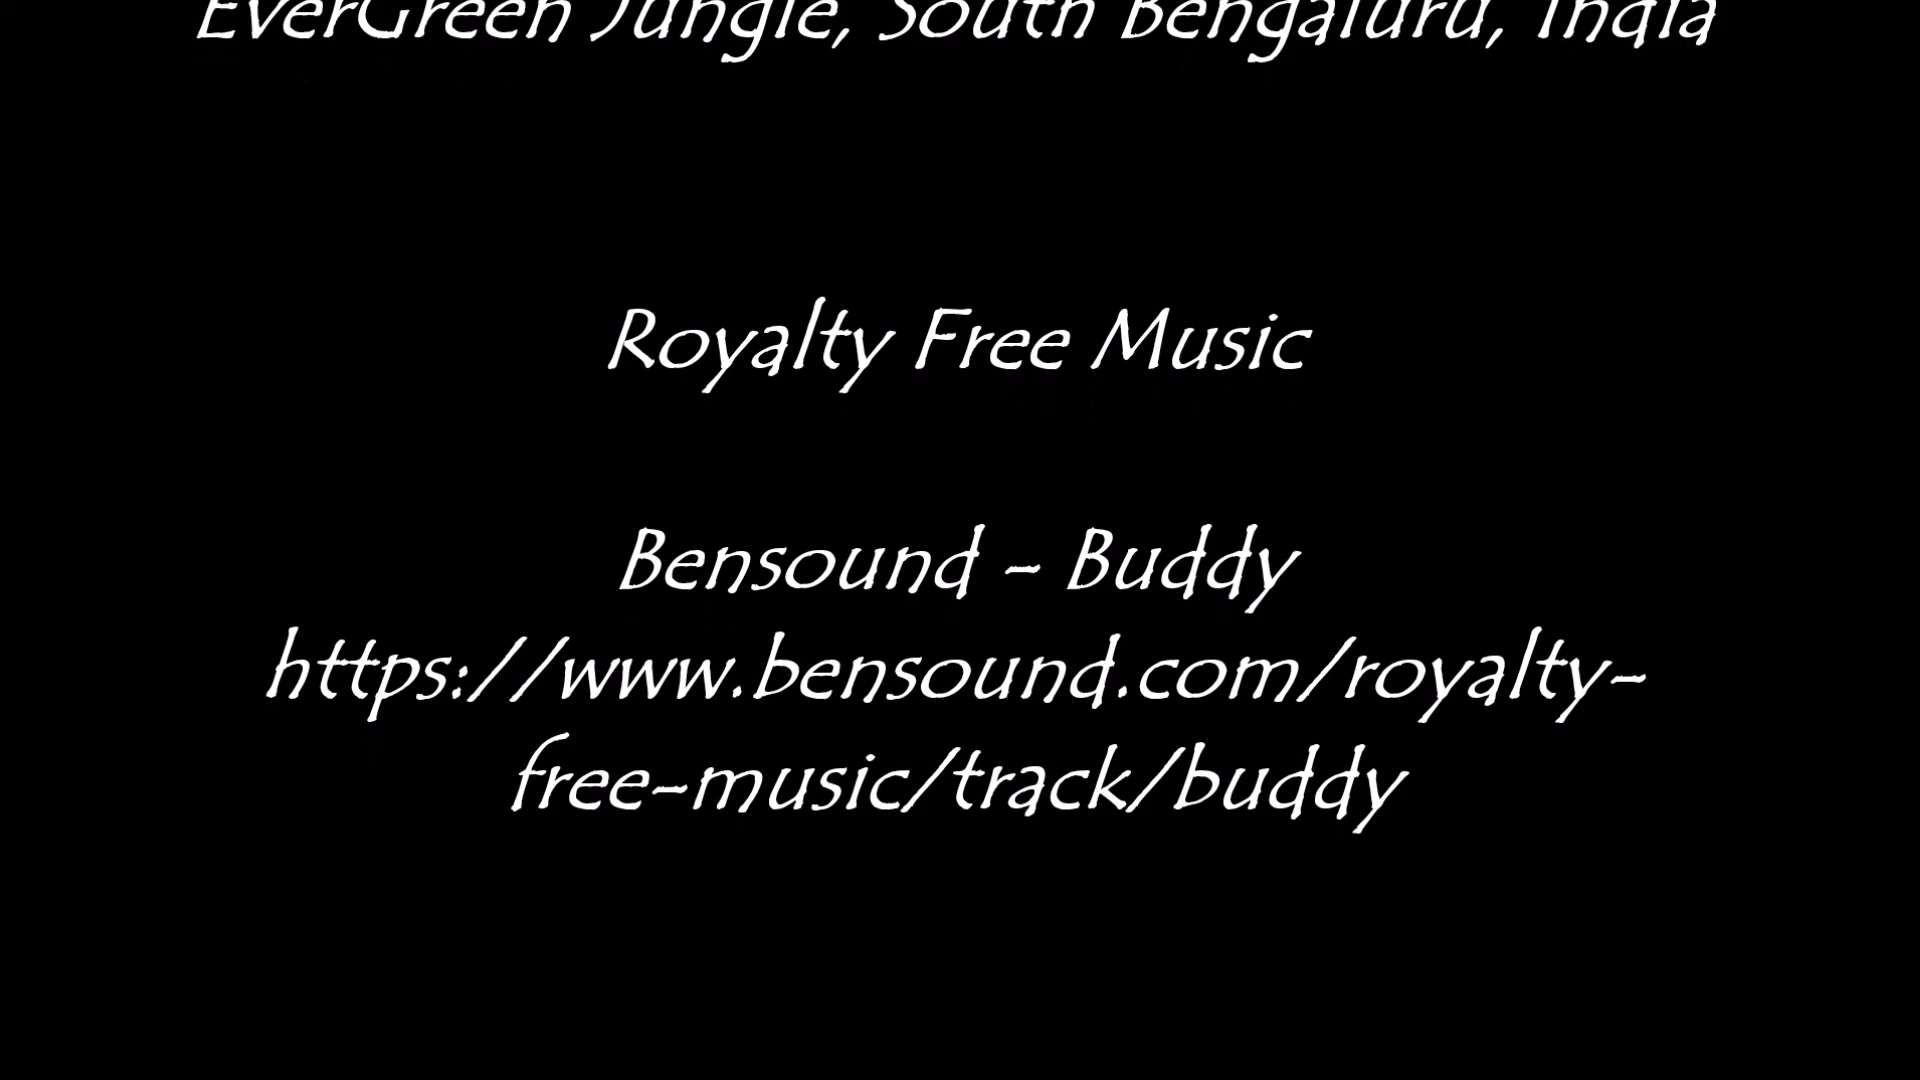 EverGreen Jungle, South Bengaluru, India
Royalty Free Music
Bensound - Buddy
https://www.bensound.com/royalty-
free-music/track/buddy